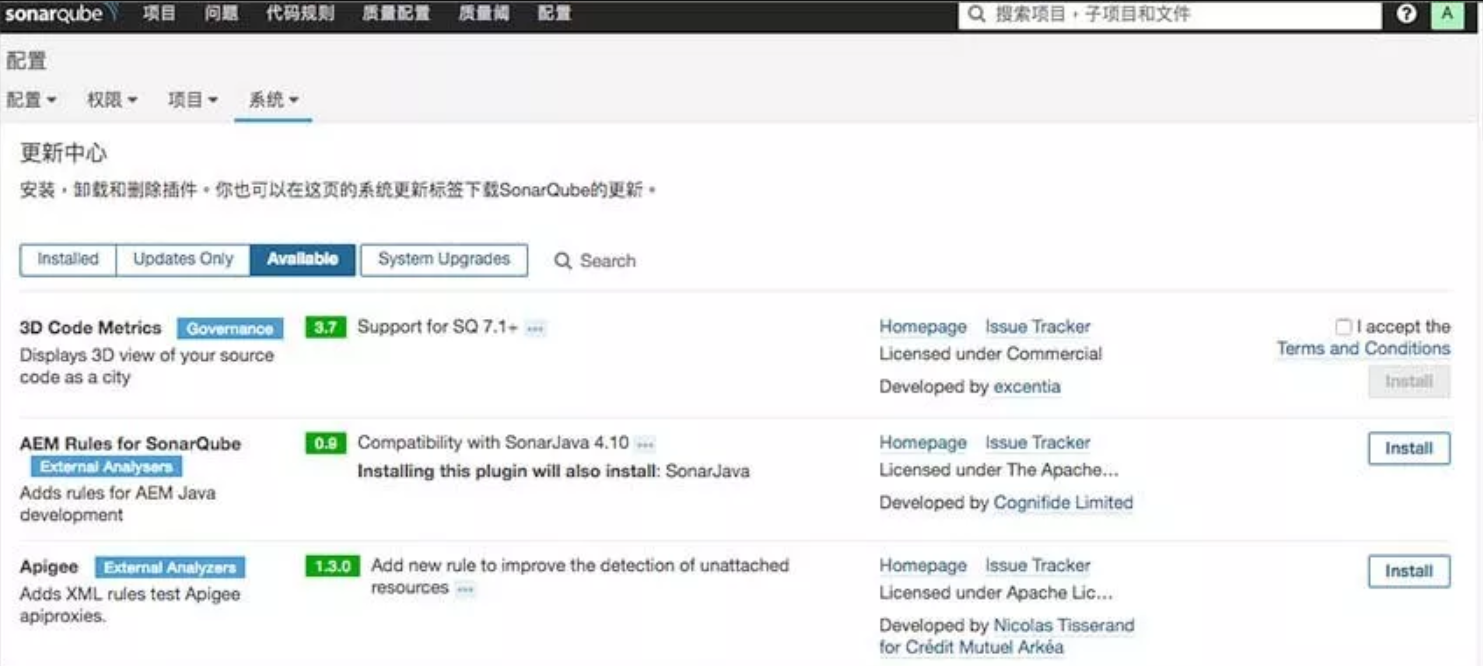 sonarqube 项目 问题 代码规则 质量配置 质量阈 配置 搜索项目，子项目和文件 ? A
配置
配置 权限 项目 系统
更新中心
安装，卸载和删除插件。你也可以在这页的系统更新标签下载SonarQube的更新。
Installed Updates Only Available System Upgrades Search
3D Code Metrics Governance 3.7 Support for SQ 7.1+ ... Homepage Issue Tracker I accept the
Displays 3D view of your source Licensed under Commercial Terms and Conditions
code as a city Developed by excentia Install
AEM Rules for SonarQube 0.9 Compatibility with SonarJava 4.10 ... Homepage Issue Tracker Install
External Analysers Installing this plugin will also install: SonarJava Licensed under The Apache...
Adds rules for AEM Java Developed by Cognifide Limited
development
Apigee External Analyzers 1.3.0 Add new rule to improve the detection of unattached Homepage Issue Tracker Install
Adds XML rules test Apigee resources ... Licensed under Apache Lic...
apiproxies. Developed by Nicolas Tisserand
for Crédit Mutuel Arkéa